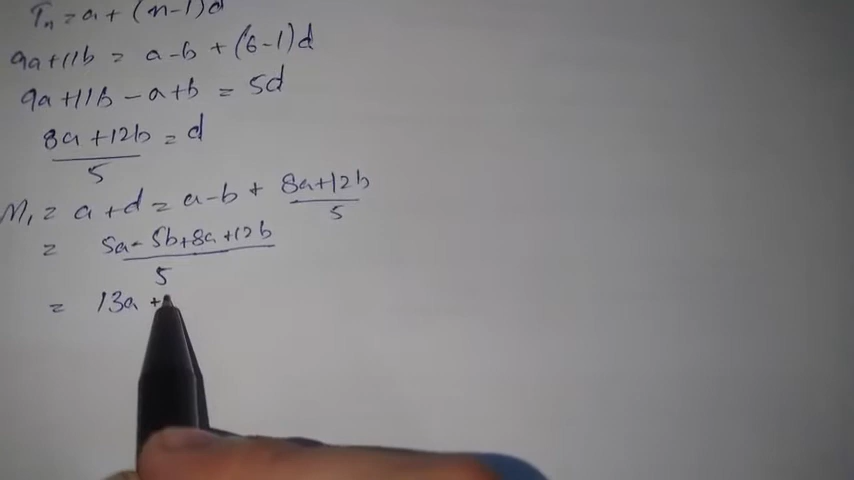 Tn = a + (n-1)d
9a+11b = a-b + (6-1)d
9a+11b - a+b = 5d
8a+12b / 5 = d
M1 = a+d = a-b + 8a+12b / 5
= 5a - 5b+8a+12b / 5
= 13a +